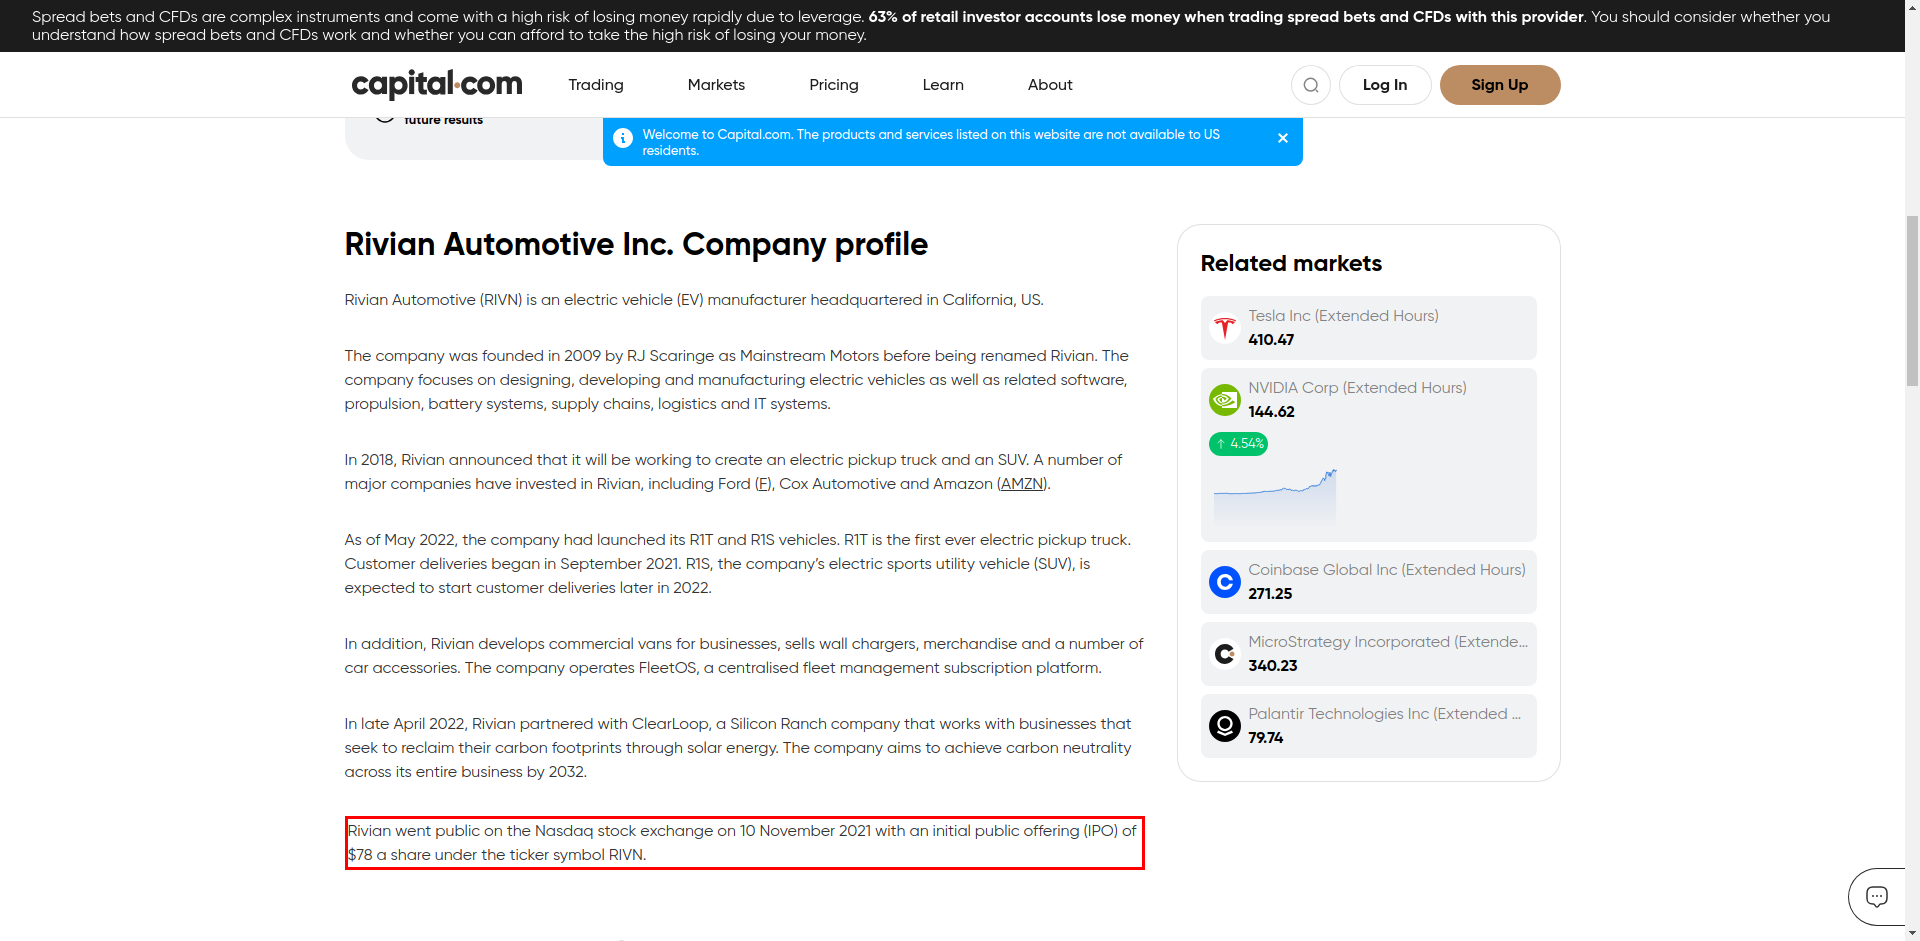 Spread bets and CFDs are complex instruments and come with a high risk of losing money rapidly due to leverage. 63% of retail investor accounts lose money when trading spread bets and CFDs with this provider. You should consider whether you
understand how spread bets and CFDs work and whether you can afford to take the high risk of losing your money.
capital.com
Trading
Markets
Pricing
Learn
About
Log In
Sign Up
future results
Welcome to Capital.com. The products and services listed on this website are not available to US
residents.
Rivian Automotive Inc. Company profile
Rivian Automotive (RIVN) is an electric vehicle (EV) manufacturer headquartered in California, US.
The company was founded in 2009 by RJ Scaringe as Mainstream Motors before being renamed Rivian. The
company focuses on designing, developing and manufacturing electric vehicles as well as related software,
propulsion, battery systems, supply chains, logistics and IT systems.
In 2018, Rivian announced that it will be working to create an electric pickup truck and an SUV. A number of
major companies have invested in Rivian, including Ford (F), Cox Automotive and Amazon (AMZN).
As of May 2022, the company had launched its R1T and R1S vehicles. R1T is the first ever electric pickup truck.
Customer deliveries began in September 2021. R1S, the company’s electric sports utility vehicle (SUV), is
expected to start customer deliveries later in 2022.
In addition, Rivian develops commercial vans for businesses, sells wall chargers, merchandise and a number of
car accessories. The company operates FleetOS, a centralised fleet management subscription platform.
In late April 2022, Rivian partnered with ClearLoop, a Silicon Ranch company that works with businesses that
seek to reclaim their carbon footprints through solar energy. The company aims to achieve carbon neutrality
across its entire business by 2032.
Rivian went public on the Nasdaq stock exchange on 10 November 2021 with an initial public offering (IPO) of
$78 a share under the ticker symbol RIVN.
Related markets
Tesla Inc (Extended Hours)
410.47
NVIDIA Corp (Extended Hours)
144.62
↑ 4.54%
Coinbase Global Inc (Extended Hours)
271.25
MicroStrategy Incorporated (Extende...
340.23
Palantir Technologies Inc (Extended ...
79.74